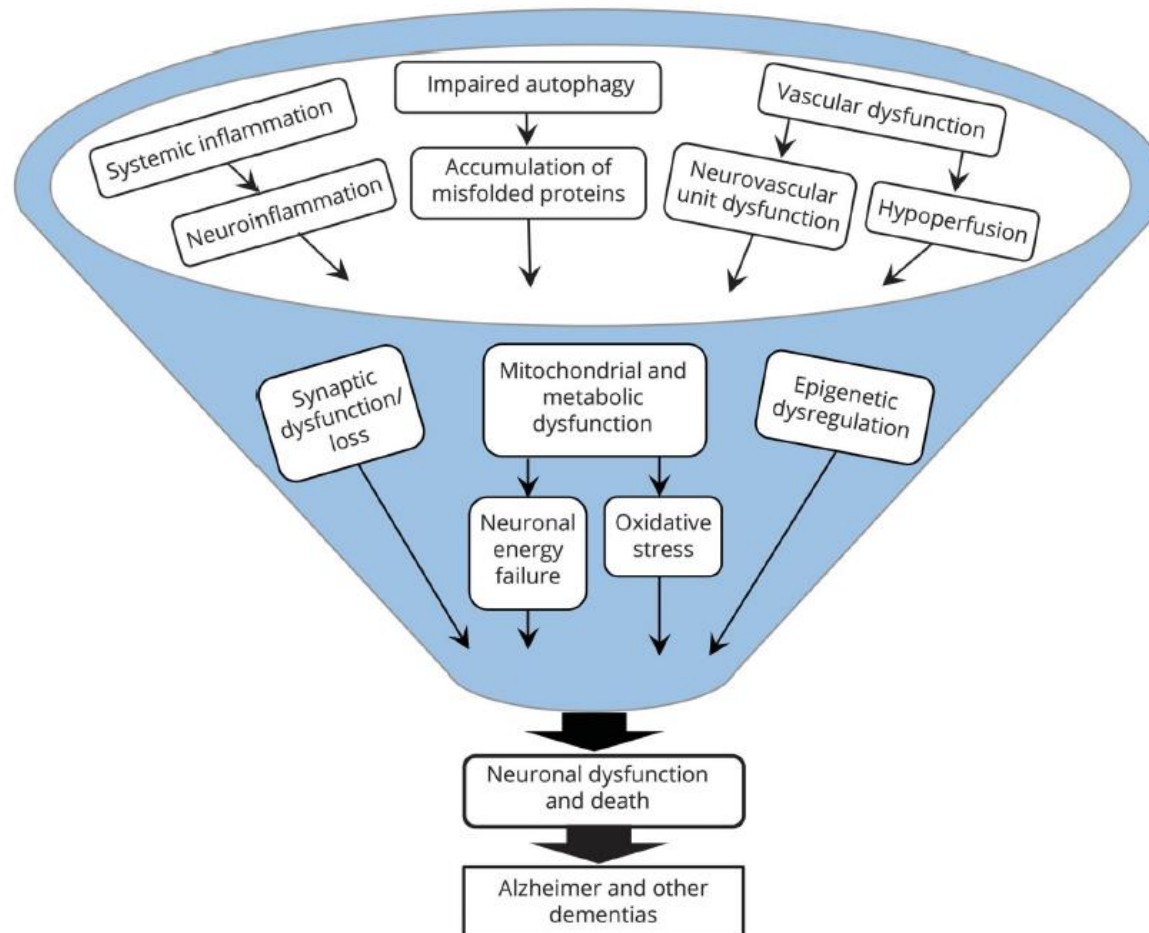 Impaired autophagy
Vascular dysfunction
Systemic inflammation
Accumulation of
misfolded proteins
Neurovascular
unit dysfunction
Neuroinflammation
Hypoperfusion
Synaptic
dysfunction/
loss
Mitochondrial and
metabolic
dysfunction
Epigenetic
dysregulation
Neuronal
energy
failure
Oxidative
stress
Neuronal dysfunction
and death
Alzheimer and other
dementias